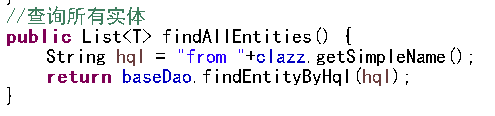 //查询所有实体
public List<T> findAllEntities() {
String hql = "from "+clazz.getSimpleName();
return baseDao.findEntityByHql(hql);
}